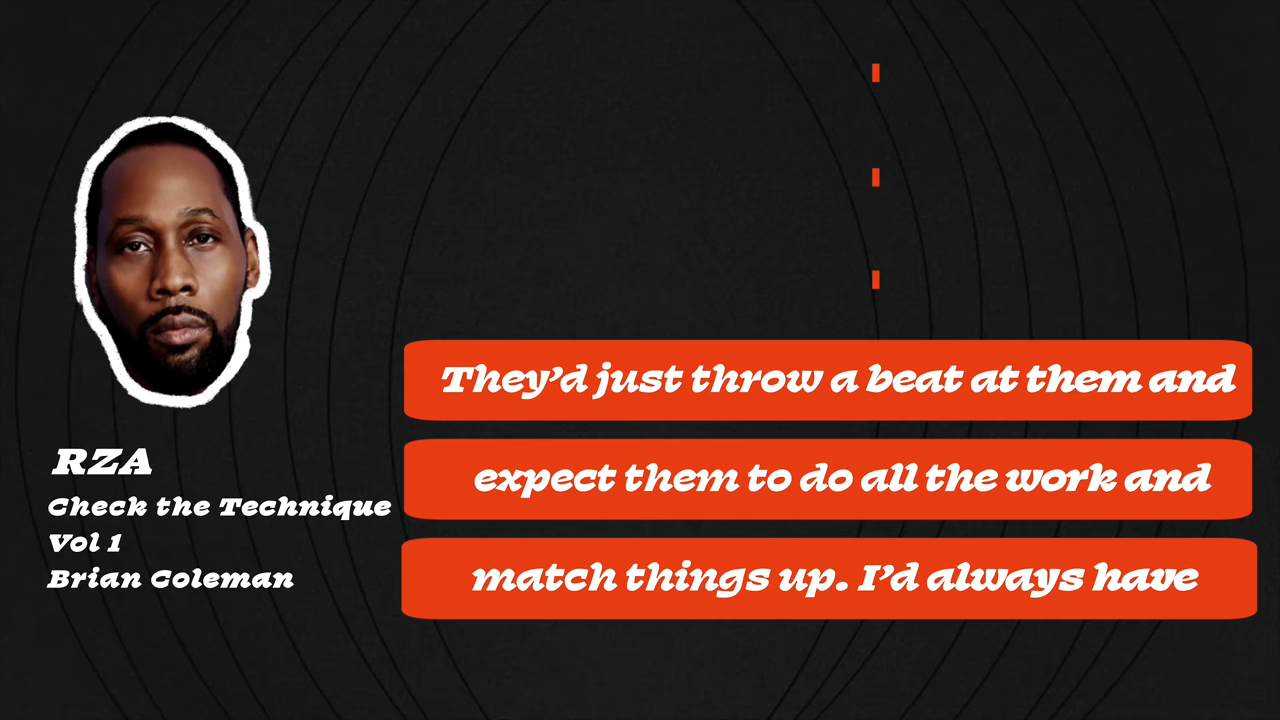 RZA
Check the Technique
Vol 1
Brian Coleman
They'd just throw a beat at them and
expect them to do all the work and
match things up. I'd always have